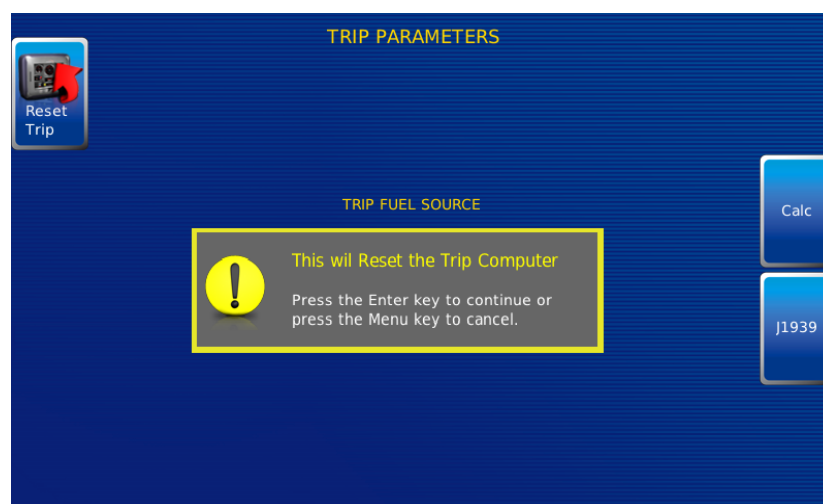 TRIP PARAMETERS
Reset
Trip
TRIP FUEL SOURCE
Calc
This wil Reset the Trip Computer
Press the Enter key to continue or
press the Menu key to cancel.
J1939